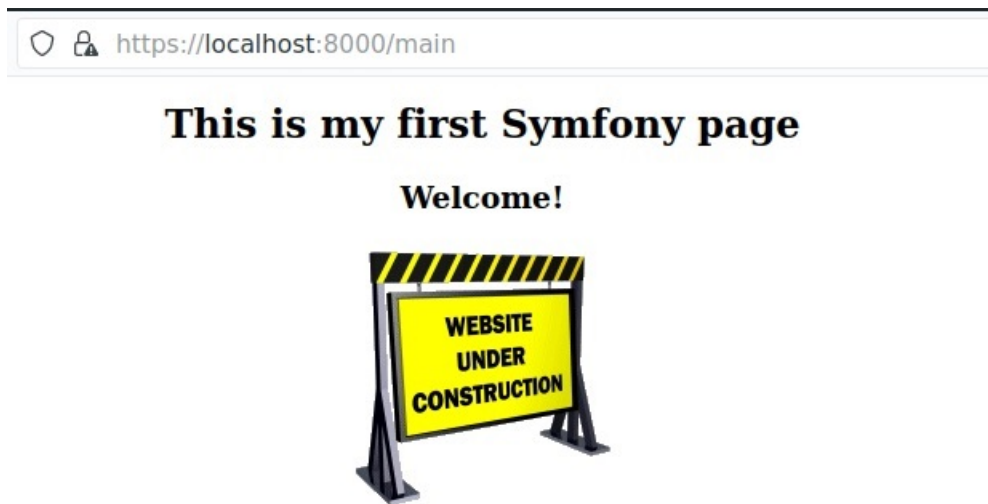 https://localhost:8000/main
This is my first Symfony page
Welcome!
WEBSITE
UNDER
CONSTRUCTION